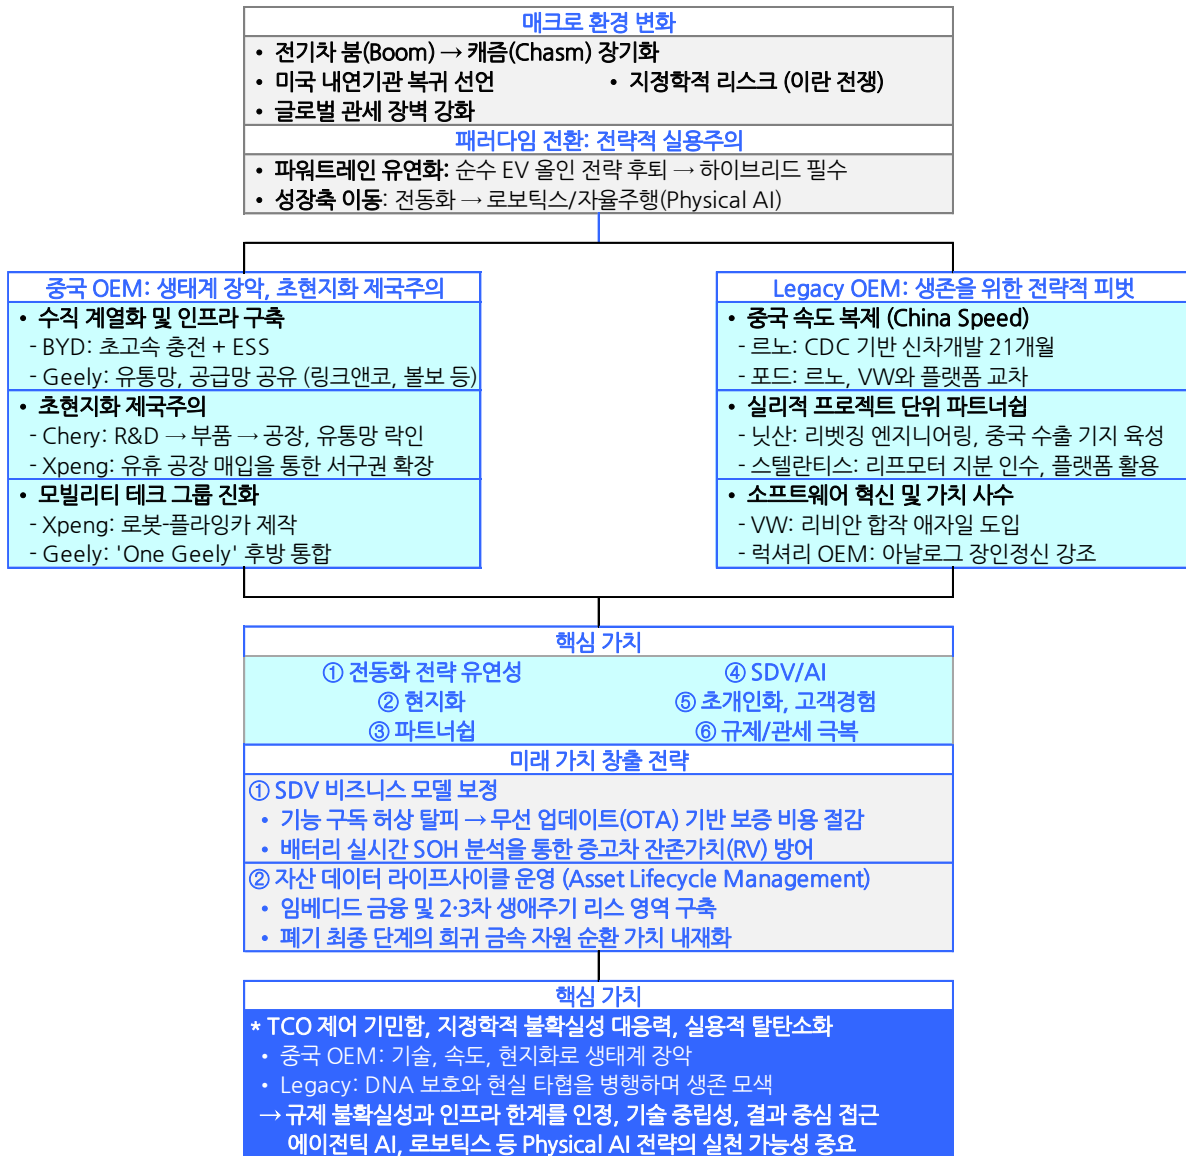 매크로 환경 변화
• 전기차 붐(Boom) → 캐즘(Chasm) 장기화
• 미국 내연기관 복귀 선언 • 지정학적 리스크 (이란 전쟁)
• 글로벌 관세 장벽 강화
패러다임 전환: 전략적 실용주의
• 파워트레인 유연화: 순수 EV 올인 전략 후퇴 → 하이브리드 필수
• 성장축 이동: 전동화 → 로보틱스/자율주행(Physical AI)
중국 OEM: 생태계 장악, 초현지화 제국주의
• 수직 계열화 및 인프라 구축
- BYD: 초고속 충전 + ESS
- Geely: 유통망, 공급망 공유 (링크앤코, 볼보 등)
• 초현지화 제국주의
- Chery: R&D → 부품 → 공장, 유통망 락인
- Xpeng: 유휴 공장 매입을 통한 서구권 확장
• 모빌리티 테크 그룹 진화
- Xpeng: 로봇-플라잉카 제작
- Geely: 'One Geely' 후방 통합
Legacy OEM: 생존을 위한 전략적 피벗
• 중국 속도 복제 (China Speed)
- 르노: CDC 기반 신차개발 21개월
- 포드: 르노, VW와 플랫폼 교차
• 실리적 프로젝트 단위 파트너쉽
- 닛산: 리벳징 엔지니어링, 중국 수출 기지 육성
- 스텔란티스: 리프모터 지분 인수, 플랫폼 활용
• 소프트웨어 혁신 및 가치 사수
- VW: 리비안 합작 애자일 도입
- 럭셔리 OEM: 아날로그 장인정신 강조
핵심 가치
① 전동화 전략 유연성
② 현지화
③ 파트너쉽
④ SDV/AI
⑤ 초개인화, 고객경험
⑥ 규제/관세 극복
미래 가치 창출 전략
① SDV 비즈니스 모델 보정
• 기능 구독 허상 탈피 → 무선 업데이트(OTA) 기반 보증 비용 절감
• 배터리 실시간 SOH 분석을 통한 중고차 잔존가치(RV) 방어
② 자산 데이터 라이프사이클 운영 (Asset Lifecycle Management)
• 임베디드 금융 및 2·3차 생애주기 리스 영역 구축
• 폐기 최종 단계의 희귀 금속 자원 순환 가치 내재화
핵심 가치
* TCO 제어 기민함, 지정학적 불확실성 대응력, 실용적 탈탄소화
• 중국 OEM: 기술, 속도, 현지화로 생태계 장악
• Legacy: DNA 보호와 현실 타협을 병행하며 생존 모색
→ 규제 불확실성과 인프라 한계를 인정, 기술 중립성, 결과 중심 접근
에이전틱 AI, 로보틱스 등 Physical AI 전략의 실천 가능성 중요